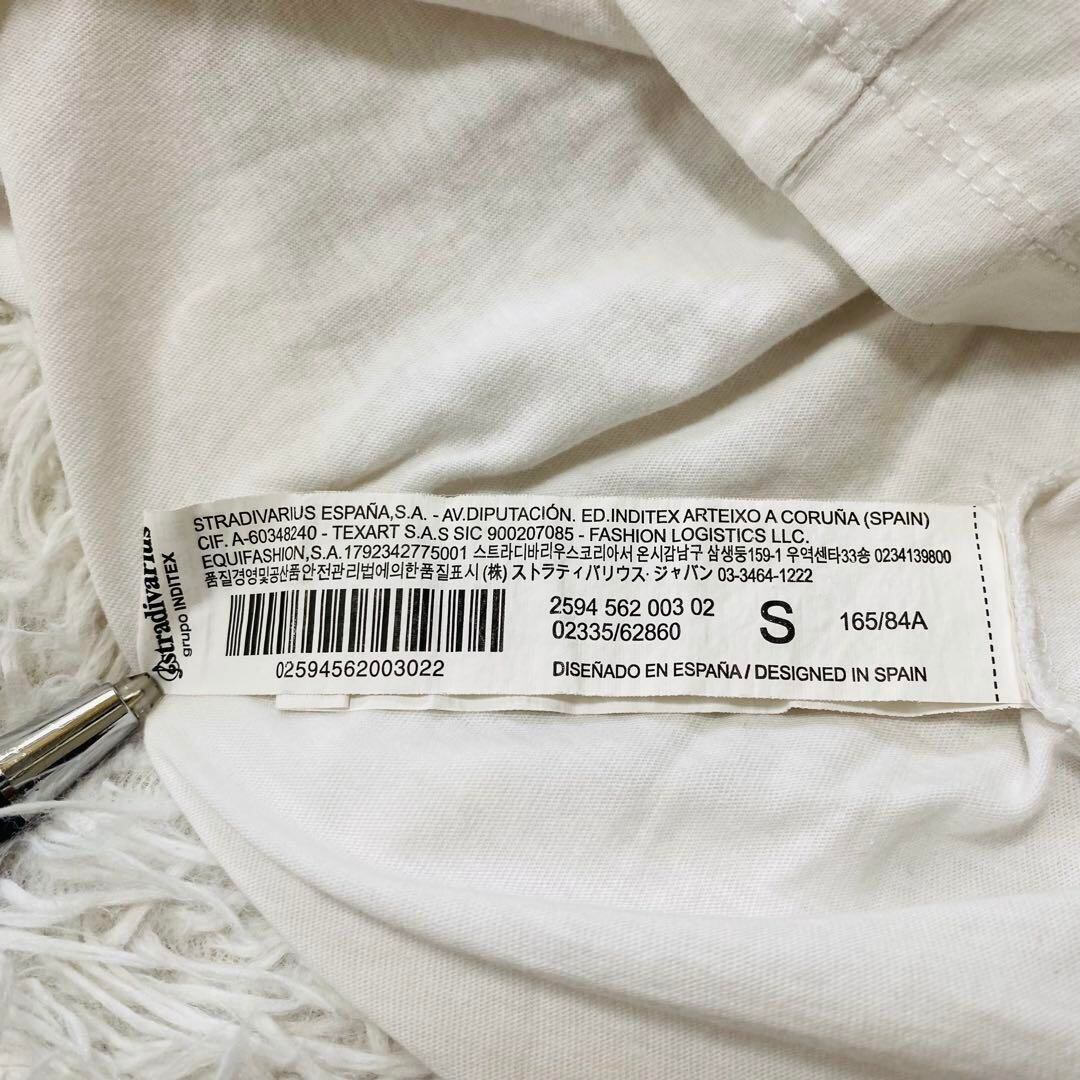 stradivarius
grupo INDITEX
STRADIVARIUS ESPAÑA,S.A. - AV.DIPUTACIÓN. ED.INDITEX ARTEIXO A CORUÑA (SPAIN)
CIF. A-60348240 - TEXART S.A.S SIC 900207085 - FASHION LOGISTICS LLC.
EQUIFASHION,S.A.1792342775001 스트라디바리우스코리아서 온시감남구 삼생둥159-1 우역센타33송 0234139800
품질경영및공산품안전관리법에의한품질표시 (株) ストラティバリウス・ジャパン 03-3464-1222
2594 562 003 02
02335/62860
S
165/84A
02594562003022
DISEÑADO EN ESPAÑA / DESIGNED IN SPAIN